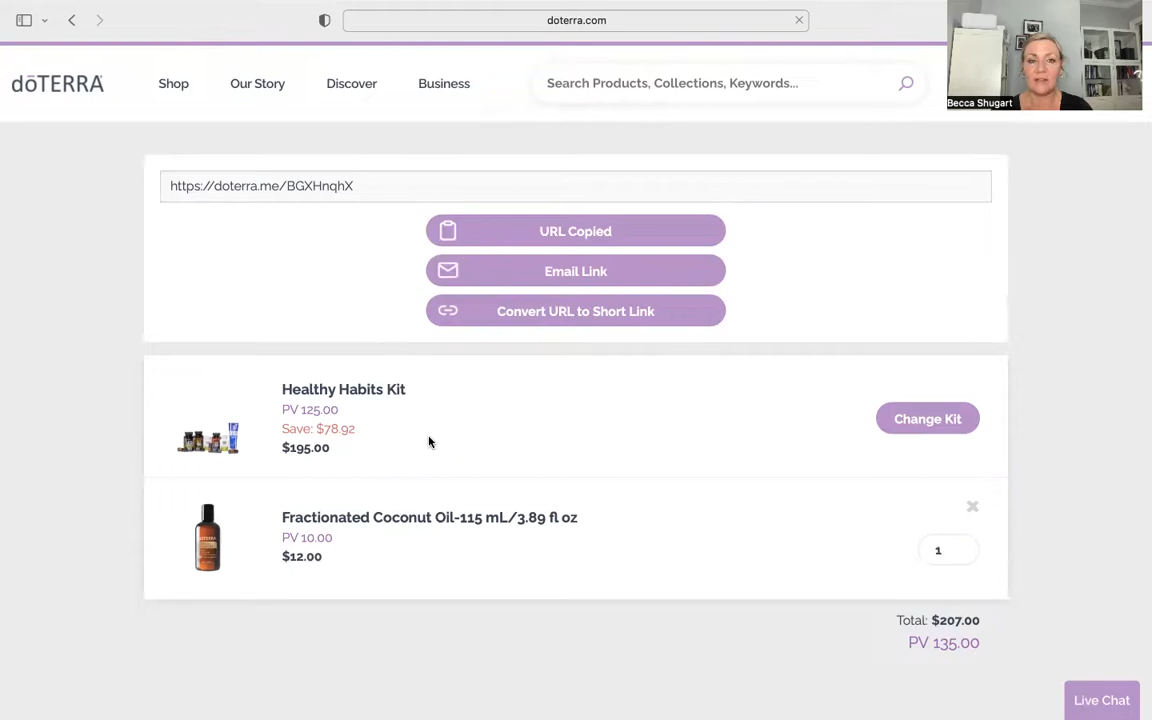 doterra.com
dōTERRA
Shop
Our Story
Discover
Business
Search Products, Collections, Keywords...
Becca Shugart
https://doterra.me/BGXHnqhX
URL Copied
Email Link
Convert URL to Short Link
Healthy Habits Kit
PV 125.00
Save: $78.92
$195.00
Change Kit
Fractionated Coconut Oil-115 mL/3.89 fl oz
PV 10.00
$12.00
1
Total: $207.00
PV 135.00
Live Chat